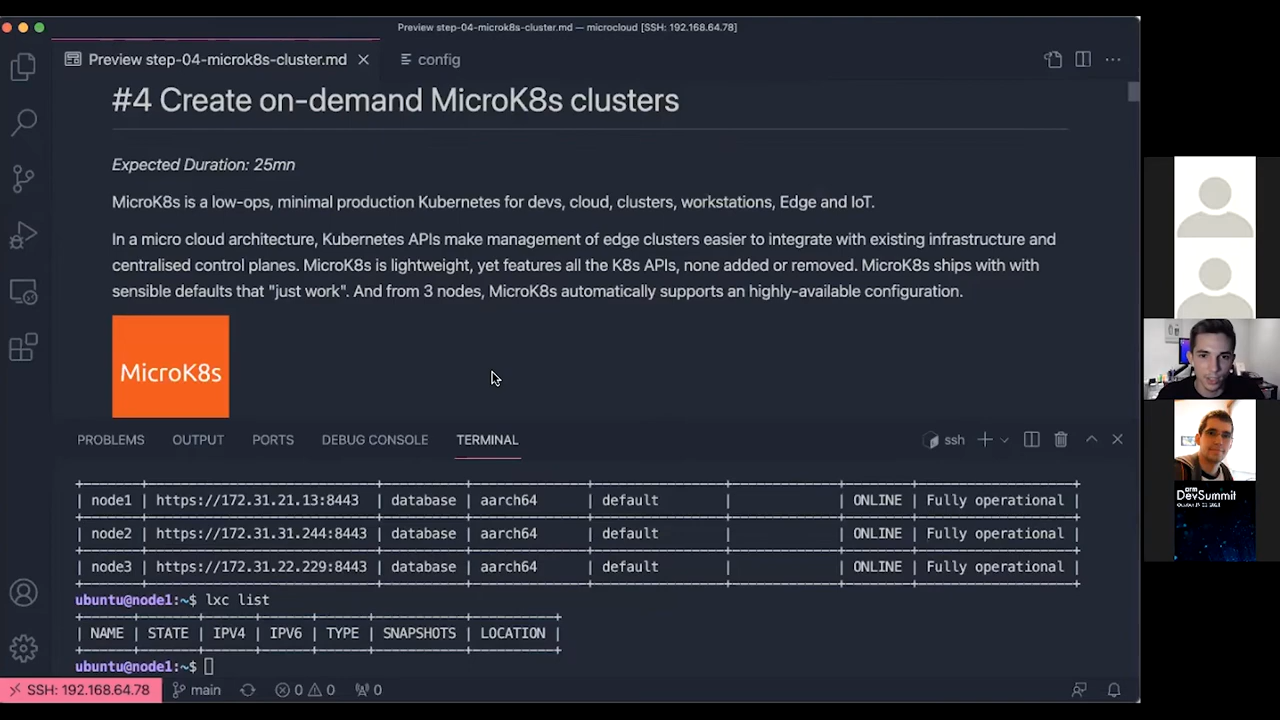 Preview step-04-microk8s-cluster.md — microcloud [SSH: 192.168.64.78]
Preview step-04-microk8s-cluster.md
config
#4 Create on-demand MicroK8s clusters
Expected Duration: 25mn
MicroK8s is a low-ops, minimal production Kubernetes for devs, cloud, clusters, workstations, Edge and IoT.
In a micro cloud architecture, Kubernetes APIs make management of edge clusters easier to integrate with existing infrastructure and
centralised control planes. MicroK8s is lightweight, yet features all the K8s APIs, none added or removed. MicroK8s ships with with
sensible defaults that "just work". And from 3 nodes, MicroK8s automatically supports an highly-available configuration.
MicroK8s
PROBLEMS OUTPUT PORTS DEBUG CONSOLE TERMINAL ssh
| node1 | https://172.31.21.13:8443 | database | aarch64 | default | | ONLINE | Fully operational |
| node2 | https://172.31.31.244:8443 | database | aarch64 | default | | ONLINE | Fully operational |
| node3 | https://172.31.22.229:8443 | database | aarch64 | default | | ONLINE | Fully operational |
ubuntu@node1:~$ lxc list
| NAME | STATE | IPV4 | IPV6 | TYPE | SNAPSHOTS | LOCATION |
ubuntu@node1:~$
SSH: 192.168.64.78 main 0 0 0
arm
DevSummit